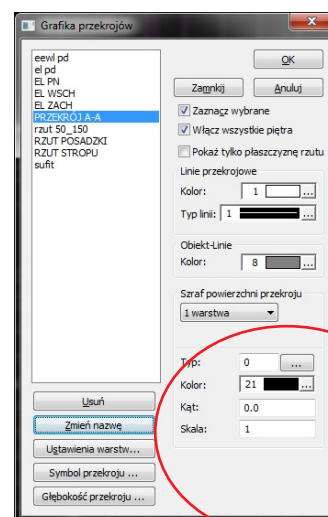 Grafika przekrojów
eewl pd
el pd
EL PN
EL WSCH
EL ZACH
PRZEKRÓJ A-A
rzut 50_150
RZUT POSADZKI
RZUT STROPU
sufit
OK
Zamknij
Anuluj
Zaznacz wybrane
Włącz wszystkie piętra
Pokaż tylko płaszczyznę rzutu
Linie przekrojowe
Kolor: 1 ...
Typ linii: 1 ...
Obiekt-Linie
Kolor: 8 ...
Szraf powierzchni przekroju
1 warstwa
Typ: 0 ...
Kolor: 21 ...
Kąt: 0.0
Skala: 1
Usuń
Zmień nazwę
Ustawienia warstw...
Symbol przekroju ...
Głębokość przekroju ...